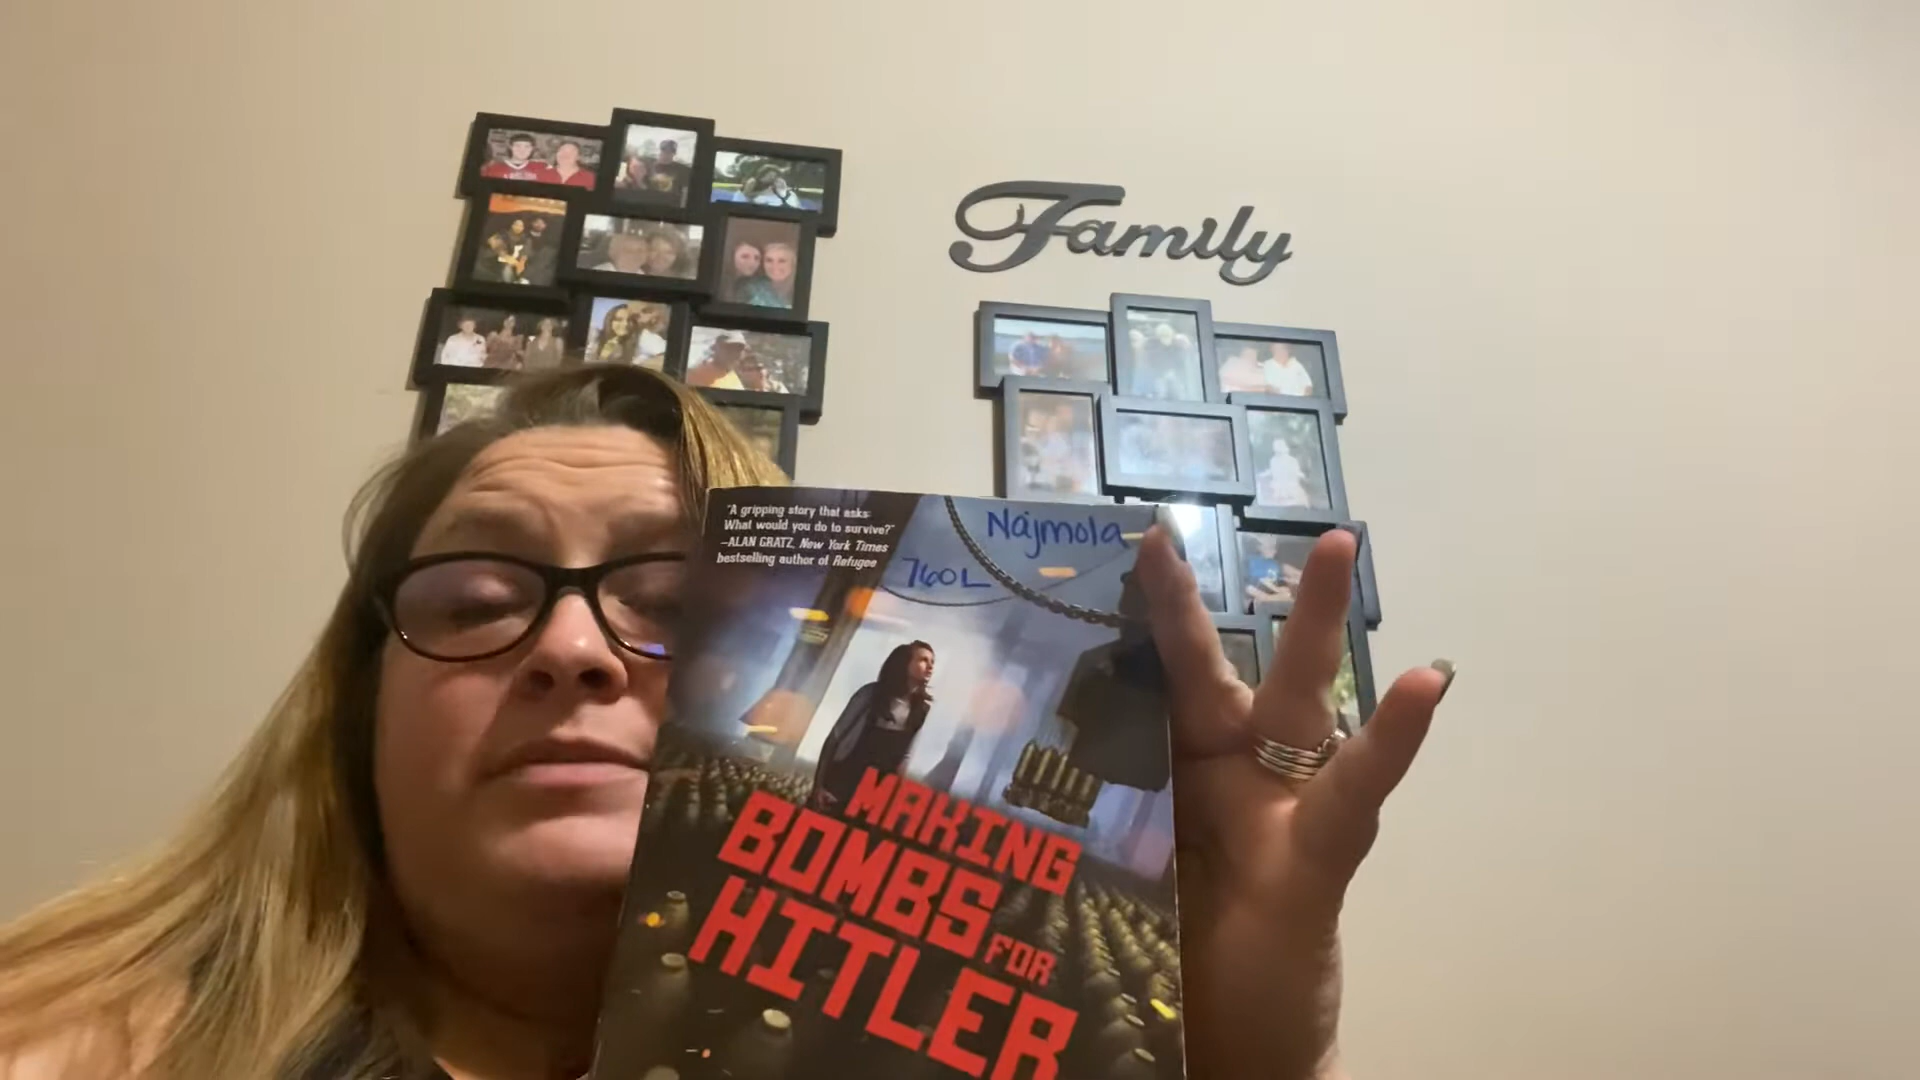 Family
"A gripping story that asks:
What would you do to survive?"
—ALAN GRATZ, New York Times
bestselling author of Refugee
Najmola
760L
MAKING
BOMBS FOR
HITLER